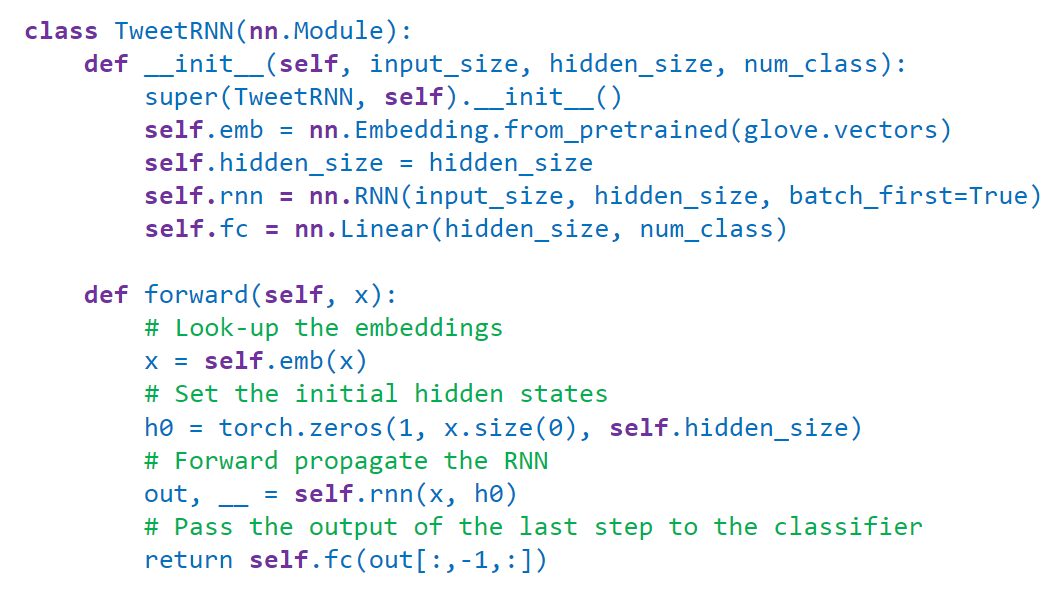 class TweetRNN(nn.Module):
    def __init__(self, input_size, hidden_size, num_class):
        super(TweetRNN, self).__init__()
        self.emb = nn.Embedding.from_pretrained(glove.vectors)
        self.hidden_size = hidden_size
        self.rnn = nn.RNN(input_size, hidden_size, batch_first=True)
        self.fc = nn.Linear(hidden_size, num_class)

    def forward(self, x):
        # Look-up the embeddings
        x = self.emb(x)
        # Set the initial hidden states
        h0 = torch.zeros(1, x.size(0), self.hidden_size)
        # Forward propagate the RNN
        out, __ = self.rnn(x, h0)
        # Pass the output of the last step to the classifier
        return self.fc(out[:,-1,:])